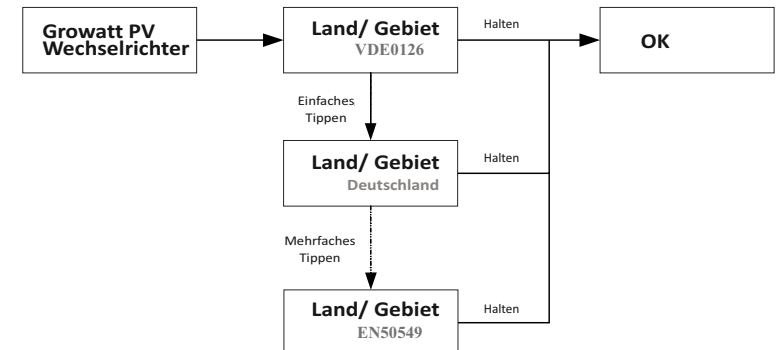 Growatt PV
Wechselrichter
Land/ Gebiet
VDE0126
Halten
OK
Einfaches
Tippen
Land/ Gebiet
Deutschland
Halten
Mehrfaches
Tippen
Land/ Gebiet
EN50549
Halten